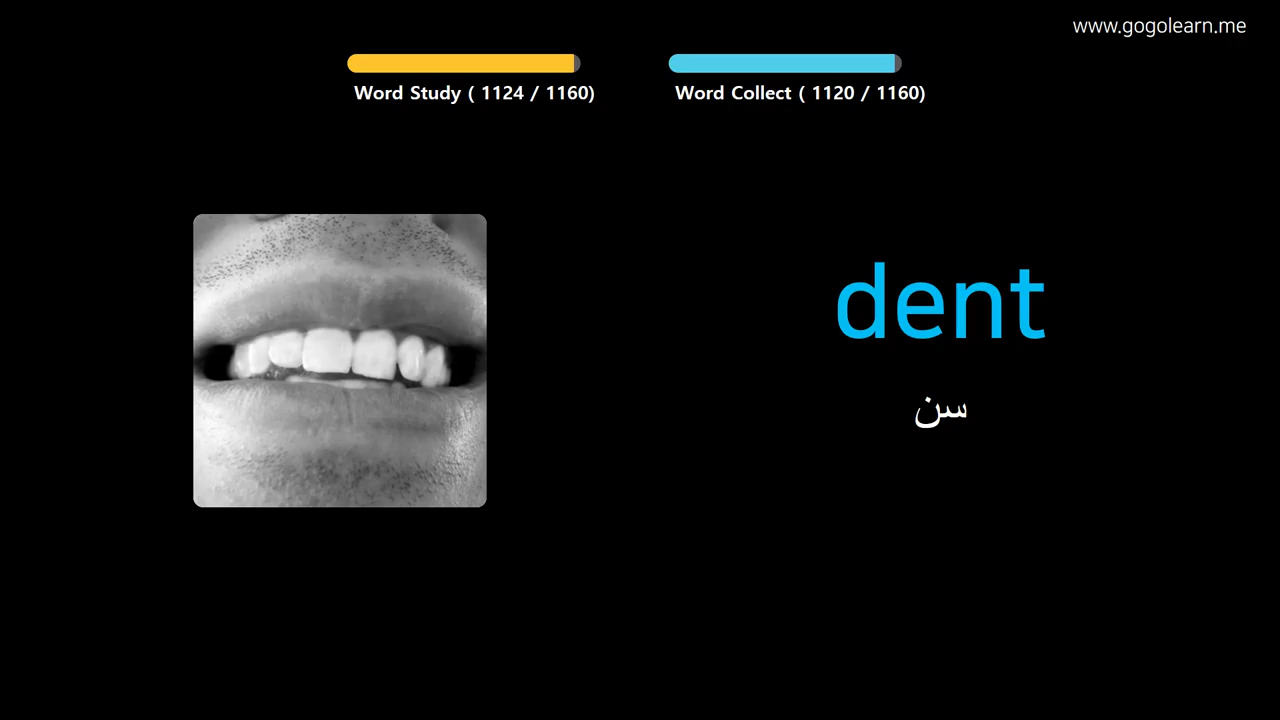 www.gogolearn.me
Word Study ( 1124 / 1160)
Word Collect ( 1120 / 1160)
dent
سن